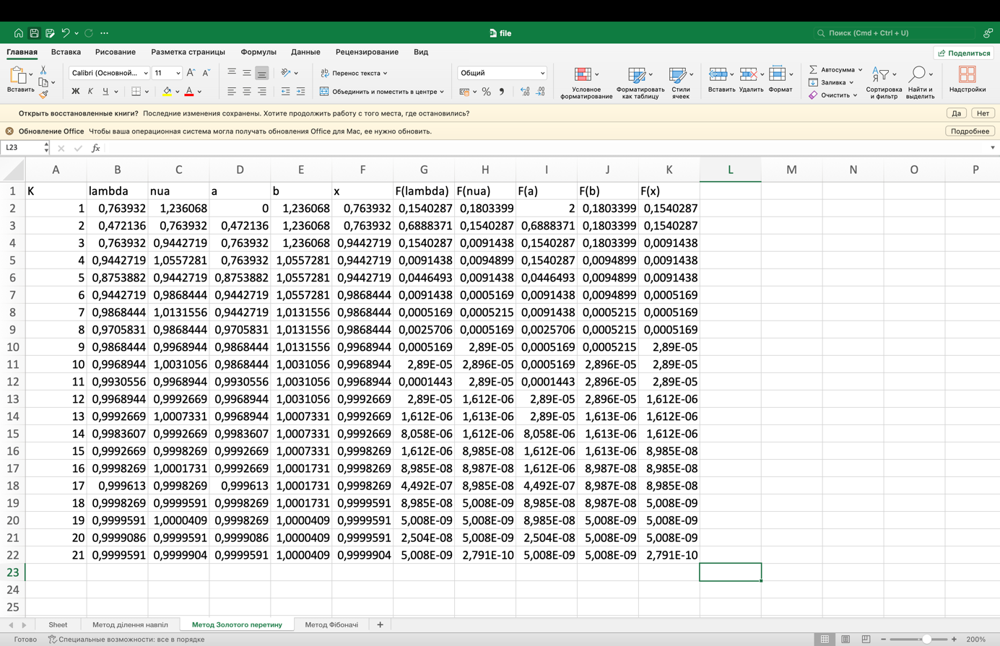 file
Поиск (Cmd + Ctrl + U)
Главная Вставка Рисование Разметка страницы Формулы Данные Рецензирование Вид
Поделиться
Вставить
Calibri (Основной... 11
Ж К Ч
Перенос текста
Объединить и поместить в центре
Общий
Условное форматирование
Форматировать как таблицу
Стили ячеек
Вставить Удалить Формат
Автосумма
Заливка
Очистить
Сортировка и фильтр
Найти и выделить
Надстройки
Открыть восстановленные книги? Последние изменения сохранены. Хотите продолжить работу с того места, где остановились? Да Нет
Обновление Office Чтобы ваша операционная система могла получать обновления Office для Mac, ее нужно обновить. Подробнее
L23 fx
A B C D E F G H I J K L M N O P
1 K lambda nua a b x F(lambda) F(nua) F(a) F(b) F(x)
2 1 0,763932 1,236068 0 1,236068 0,763932 0,1540287 0,1803399 2 0,1803399 0,1540287
3 2 0,472136 0,763932 0,472136 1,236068 0,763932 0,6888371 0,1540287 0,6888371 0,1803399 0,1540287
4 3 0,763932 0,9442719 0,763932 1,236068 0,9442719 0,1540287 0,0091438 0,1540287 0,1803399 0,0091438
5 4 0,9442719 1,0557281 0,763932 1,0557281 0,9442719 0,0091438 0,0094899 0,1540287 0,0094899 0,0091438
6 5 0,8753882 0,9442719 0,8753882 1,0557281 0,9442719 0,0446493 0,0091438 0,0446493 0,0094899 0,0091438
7 6 0,9442719 0,9868444 0,9442719 1,0557281 0,9868444 0,0091438 0,0005169 0,0091438 0,0094899 0,0005169
8 7 0,9868444 1,0131556 0,9442719 1,0131556 0,9868444 0,0005169 0,0005215 0,0091438 0,0005215 0,0005169
9 8 0,9705831 0,9868444 0,9705831 1,0131556 0,9868444 0,0025706 0,0005169 0,0025706 0,0005215 0,0005169
10 9 0,9868444 0,9968944 0,9868444 1,0131556 0,9968944 0,0005169 2,89E-05 0,0005169 0,0005215 2,89E-05
11 10 0,9968944 1,0031056 0,9868444 1,0031056 0,9968944 2,89E-05 2,896E-05 0,0005169 2,896E-05 2,89E-05
12 11 0,9930556 0,9968944 0,9930556 1,0031056 0,9968944 0,0001443 2,89E-05 0,0001443 2,896E-05 2,89E-05
13 12 0,9968944 0,9992669 0,9968944 1,0031056 0,9992669 2,89E-05 1,612E-06 2,89E-05 2,896E-05 1,612E-06
14 13 0,9992669 1,0007331 0,9968944 1,0007331 0,9992669 1,612E-06 1,613E-06 2,89E-05 1,613E-06 1,612E-06
15 14 0,9983607 0,9992669 0,9983607 1,0007331 0,9992669 8,058E-06 1,612E-06 8,058E-06 1,613E-06 1,612E-06
16 15 0,9992669 0,9998269 0,9992669 1,0007331 0,9998269 1,612E-06 8,985E-08 1,612E-06 1,613E-06 8,985E-08
17 16 0,9998269 1,0001731 0,9992669 1,0001731 0,9998269 8,985E-08 8,987E-08 1,612E-06 8,987E-08 8,985E-08
18 17 0,999613 0,9998269 0,999613 1,0001731 0,9998269 4,492E-07 8,985E-08 4,492E-07 8,987E-08 8,985E-08
19 18 0,9998269 0,9999591 0,9998269 1,0001731 0,9999591 8,985E-08 5,008E-09 8,985E-08 8,987E-08 5,008E-09
20 19 0,9999591 1,0000409 0,9998269 1,0000409 0,9999591 5,008E-09 5,008E-09 8,985E-08 5,008E-09 5,008E-09
21 20 0,9999086 0,9999591 0,9999086 1,0000409 0,9999591 2,504E-08 5,008E-09 2,504E-08 5,008E-09 5,008E-09
22 21 0,9999591 0,9999904 0,9999591 1,0000409 0,9999904 5,008E-09 2,791E-10 5,008E-09 5,008E-09 2,791E-10
23
24
25
Sheet Метод ділення навпіл Метод Золотого перетину Метод Фібоначі +
Готово Специальные возможности: все в порядке 200%